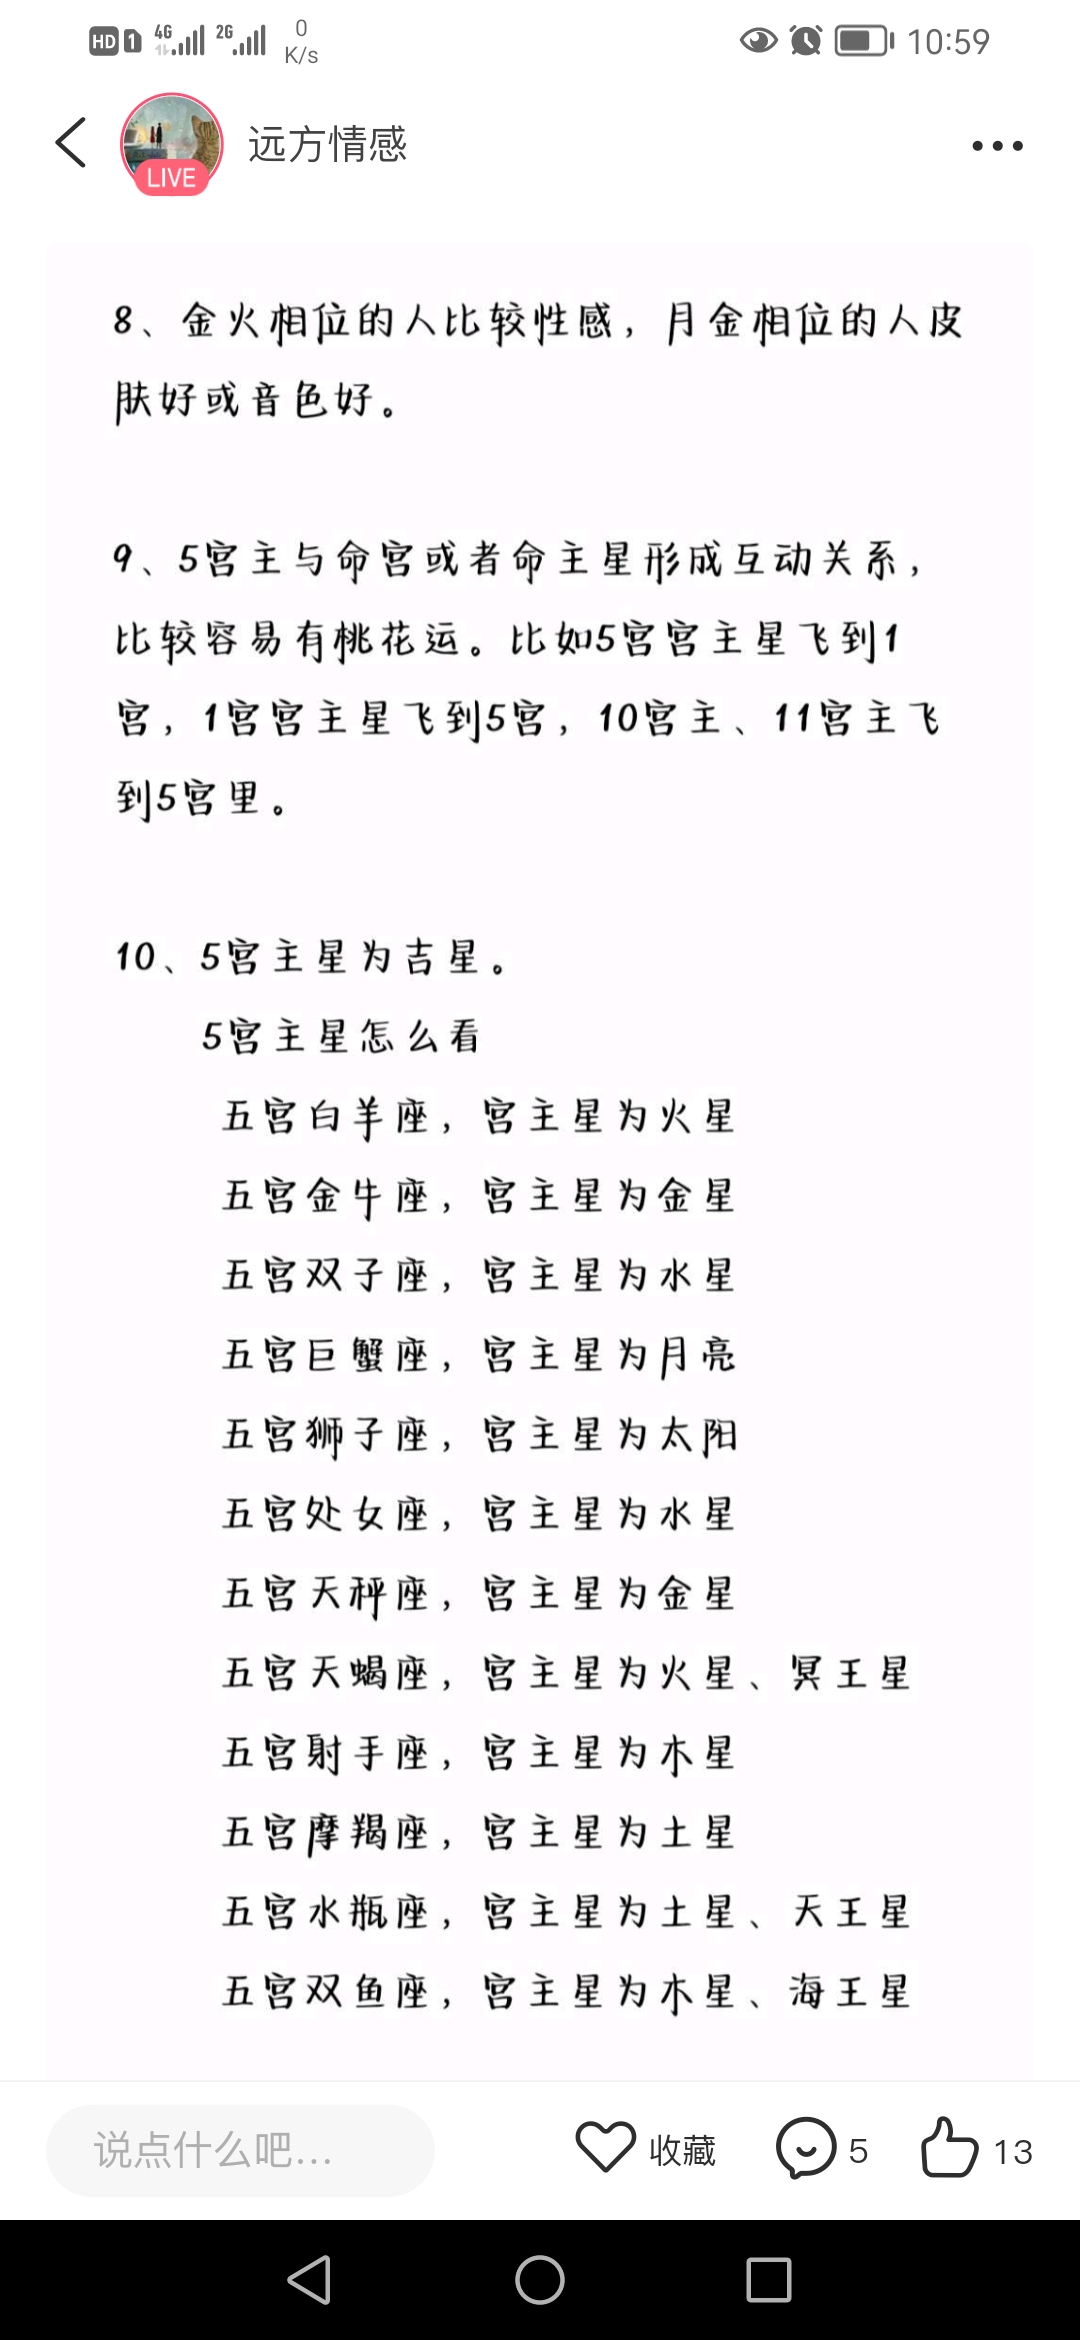 HD 1 4G 2G 0 K/s 10:59
远方情感
LIVE
8、金火相位的人比较性感，月金相位的人皮
肤好或音色好。
9、5宫主与命宫或者命主星形成互动关系，
比较容易有桃花运。比如5宫宫主星飞到1
宫，1宫宫主星飞到5宫，10宫主、11宫主飞
到5宫里。
10、5宫主星为吉星。
5宫主星怎么看
五宫白羊座，宫主星为火星
五宫金牛座，宫主星为金星
五宫双子座，宫主星为水星
五宫巨蟹座，宫主星为月亮
五宫狮子座，宫主星为太阳
五宫处女座，宫主星为水星
五宫天秤座，宫主星为金星
五宫天蝎座，宫主星为火星、冥王星
五宫射手座，宫主星为木星
五宫摩羯座，宫主星为土星
五宫水瓶座，宫主星为土星、天王星
五宫双鱼座，宫主星为木星、海王星
说点什么吧... 收藏 5 13